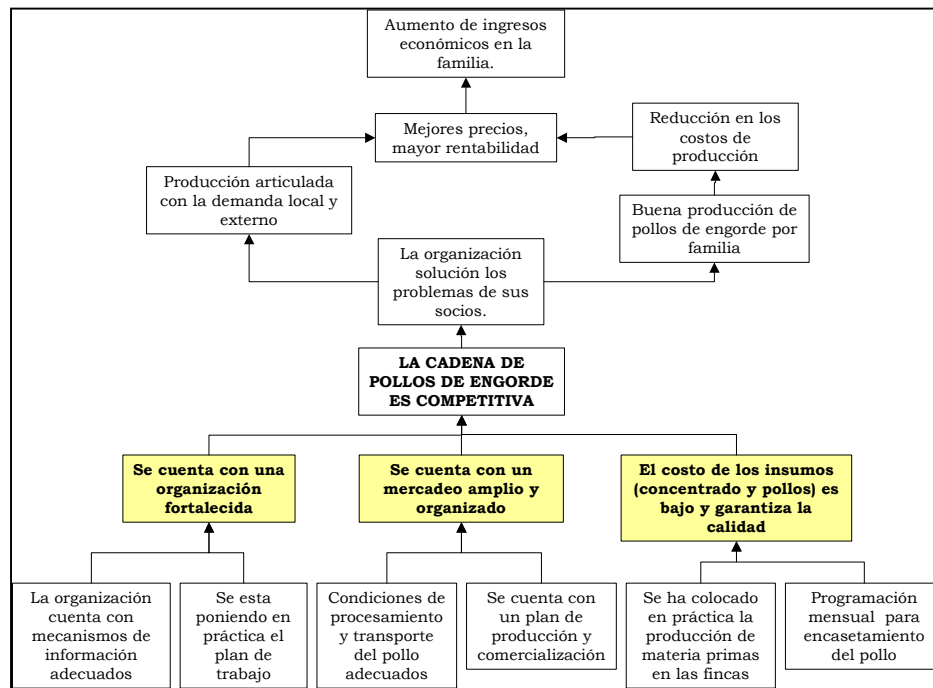 Aumento de ingresos
económicos en la
familia.
Mejores precios,
mayor rentabilidad
Reducción en los
costos de
producción
Producción articulada
con la demanda local y
externo
Buena producción de
pollos de engorde por
familia
La organización
solución los
problemas de sus
socios.
LA CADENA DE
POLLOS DE ENGORDE
ES COMPETITIVA
Se cuenta con una
organización
fortalecida
Se cuenta con un
mercadeo amplio y
organizado
El costo de los insumos
(concentrado y pollos) es
bajo y garantiza la
calidad
La organización
cuenta con
mecanismos de
información
adecuados
Se esta
poniendo en
práctica el
plan de
trabajo
Condiciones de
procesamiento
y transporte
del pollo
adecuados
Se cuenta con
un plan de
producción y
comercialización
Se ha colocado
en práctica la
producción de
materia primas
en las fincas
Programación
mensual para
encasetamiento
del pollo